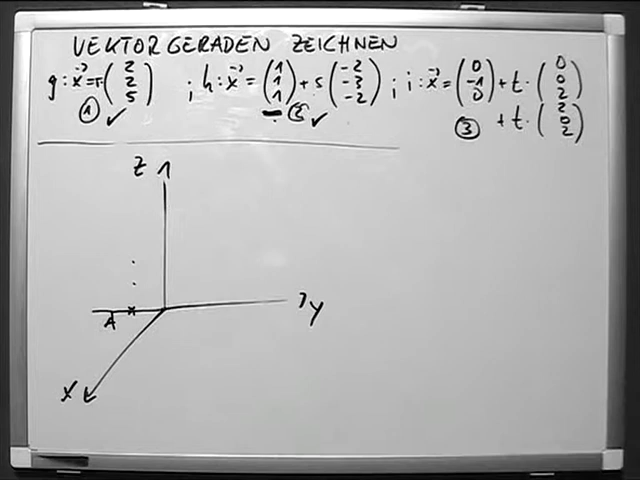 VEKTORGERADEN ZEICHNEN
g: x⃗ = r(2 2 5) ; h: x⃗ = (1 1 1) + s(-2 -3 -2) ; i: x⃗ = (0 -1 0) + t · (0 0 2)
① ✓ ② ✓ ③ + t · (2 0 2)
z
A
y
x